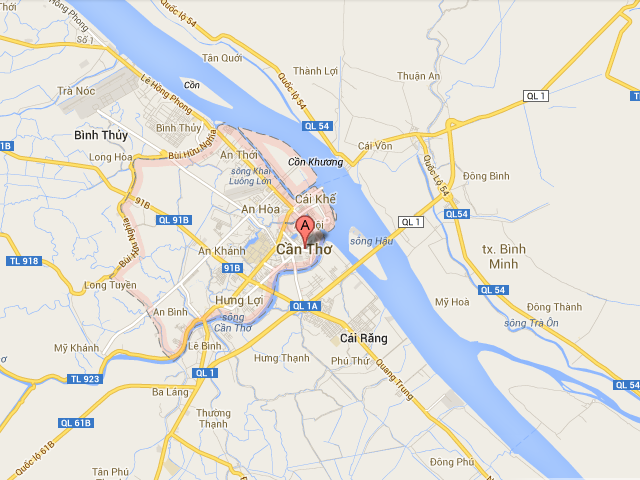 Hồng Phong
Số 1
Quốc lộ 54
Tân Quới
Thành Lợi
Thuận An
Trà Nóc
Lê Hồng Phong
Cồn
Quốc lộ 54
QL 1
Bình Thủy
Bình Thủy
QL 54
91B
Long Hòa
Bùi Hữu Nghĩa
An Thới
Cồn Khương
Cái Vồn
sông Khai
Luông Lớn
Quốc Lộ 54
Đông Bình
Cái Khế
An Hòa
QL 91B
Bùi Hữu Nghĩa
A
QL 1
QL54
An Khánh
Cần Thơ
sông Hậu
tx. Bình
Minh
TL 918
91B
Long Tuyền
Hưng Lợi
QL 54
An Bình
QL 1A
Mỹ Hoà
Đông Thành
sông
Cần Thơ
sông Trà Ôn
Mỹ Khánh
Lê Bình
Cái Răng
Hưng Thạnh
Phú Thứ
TL 923
QL 1
Quang Trung
QL 54
Ba Láng
QL 61B
Thường
Thạnh
Quốc lộ 61B
Tân Phú
Thạnh
Đông Phú